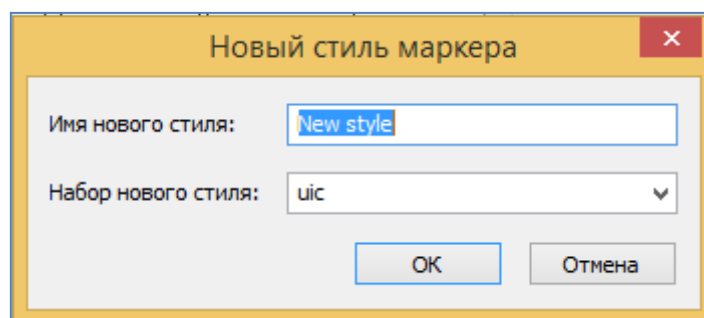 Новый стиль маркера
Имя нового стиля: New style
Набор нового стиля: uic
OK Отмена